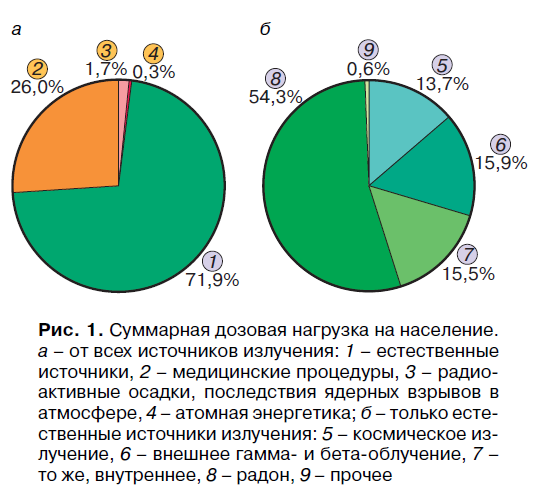 а
б
3
4
9
5
2
1,7%
0,3%
8
0,6%
13,7%
26,0%
54,3%
6
15,9%
1
7
71,9%
15,5%
Рис. 1. Суммарная дозовая нагрузка на население.
а – от всех источников излучения: 1 – естественные
источники, 2 – медицинские процедуры, 3 – радио-
активные осадки, последствия ядерных взрывов в
атмосфере, 4 – атомная энергетика; б – только есте-
ственные источники излучения: 5 – космическое из-
лучение, 6 – внешнее гамма- и бета-облучение, 7 –
то же, внутреннее, 8 – радон, 9 – прочее